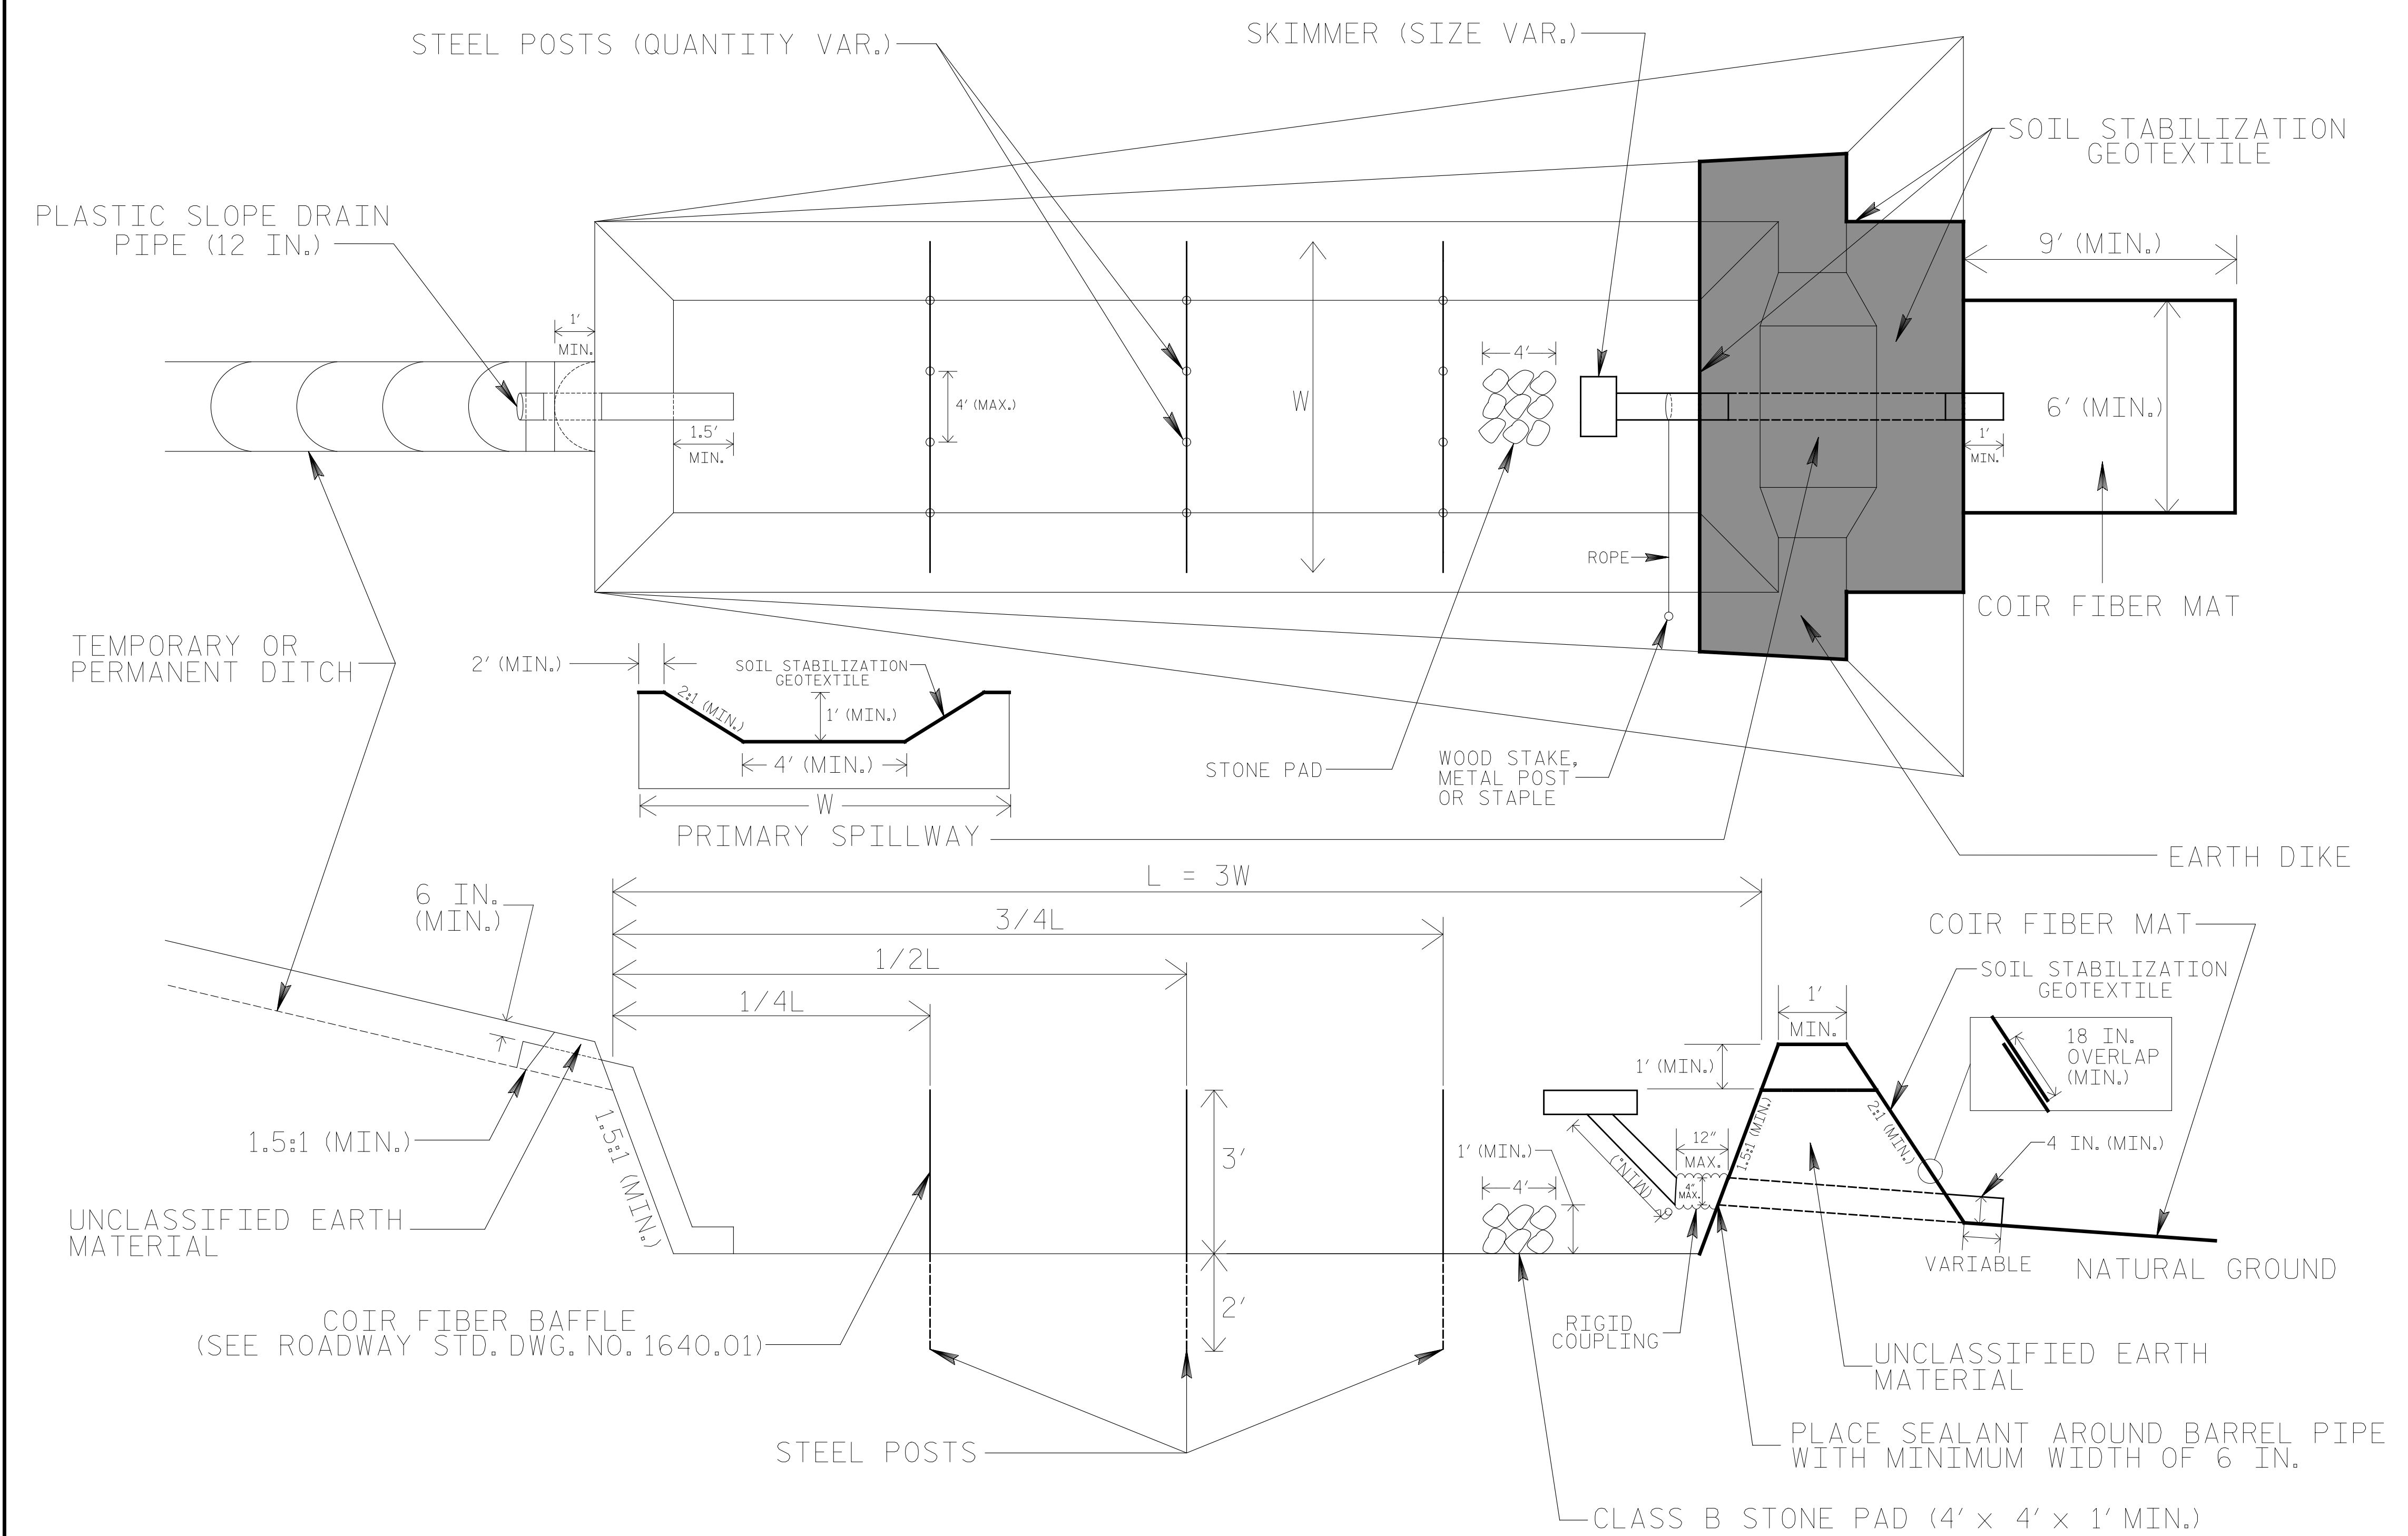 STEEL POSTS (QUANTITY VAR.)
SKIMMER (SIZE VAR.)
SOIL STABILIZATION
GEOTEXTILE
PLASTIC SLOPE DRAIN
PIPE (12 IN.)
9' (MIN.)
1'
MIN.
4' (MAX.)
1.5'
MIN.
W
4'
6' (MIN.)
1'
MIN.
ROPE
COIR FIBER MAT
TEMPORARY OR
PERMANENT DITCH
2' (MIN.)
SOIL STABILIZATION
GEOTEXTILE
2:1 (MIN.)
1' (MIN.)
4' (MIN.)
W
PRIMARY SPILLWAY
STONE PAD
WOOD STAKE,
METAL POST
OR STAPLE
EARTH DIKE
L = 3W
6 IN.
(MIN.)
3/4L
1/2L
1/4L
COIR FIBER MAT
SOIL STABILIZATION
GEOTEXTILE
1'
MIN.
1' (MIN.)
18 IN.
OVERLAP
(MIN.)
1.5:1 (MIN.)
1.5:1 (MIN.)
3'
1' (MIN.)
4'
6' (MIN.)
12"
MAX.
4"
MAX.
1.5:1 (MIN.)
2:1 (MIN.)
4 IN. (MIN.)
UNCLASSIFIED EARTH
MATERIAL
VARIABLE
NATURAL GROUND
COIR FIBER BAFFLE
(SEE ROADWAY STD. DWG. NO. 1640.01)
2'
RIGID
COUPLING
UNCLASSIFIED EARTH
MATERIAL
STEEL POSTS
PLACE SEALANT AROUND BARREL PIPE
WITH MINIMUM WIDTH OF 6 IN.
CLASS B STONE PAD (4' x 4' x 1' MIN.)